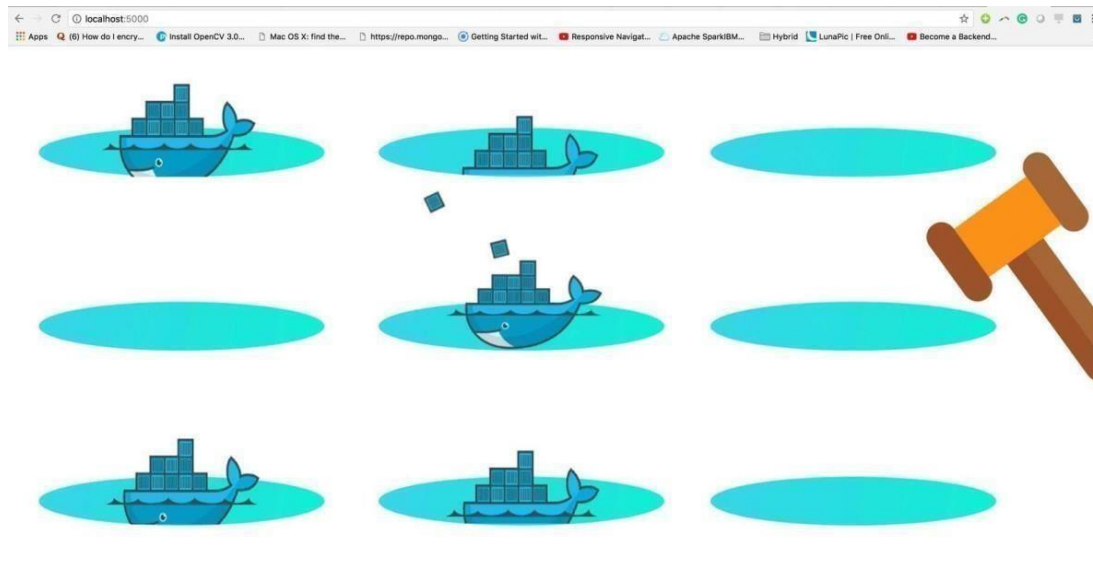 localhost:5000
Apps (6) How do I encry... Install OpenCV 3.0... Mac OS X: find the... https://repo.mongo... Getting Started wit... Responsive Navigat... Apache SparkIBM... Hybrid LunaPic | Free Onli... Become a Backend...